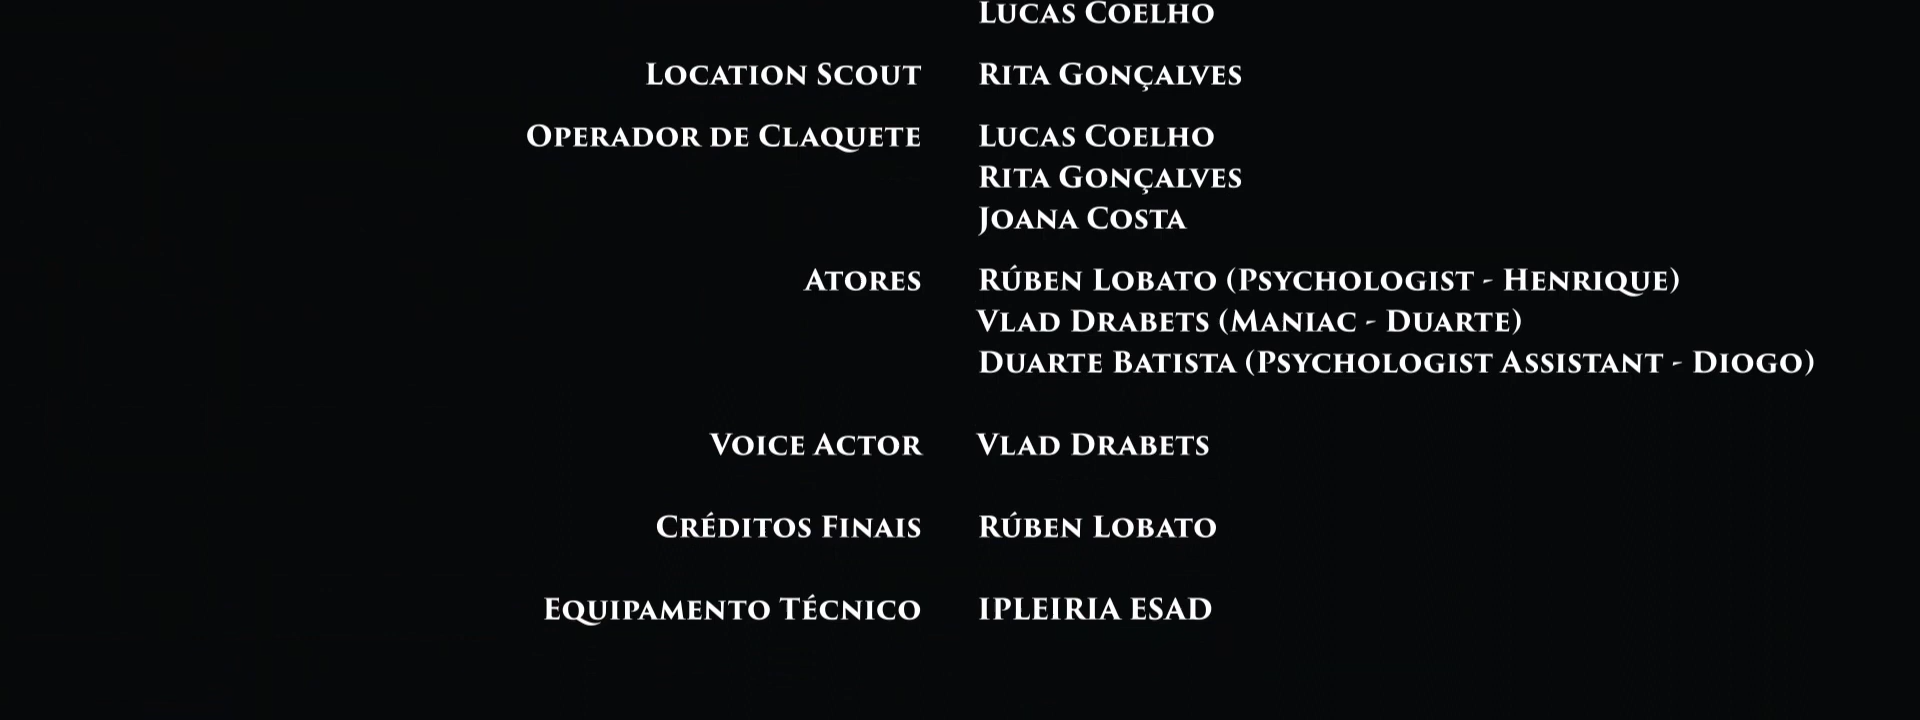 Lucas Coelho
Location Scout Rita Gonçalves
Operador de Claquete Lucas Coelho
Rita Gonçalves
Joana Costa
Atores Rúben Lobato (Psychologist - Henrique)
Vlad Drabets (Maniac - Duarte)
Duarte Batista (Psychologist Assistant - Diogo)
Voice Actor Vlad Drabets
Créditos Finais Rúben Lobato
Equipamento Técnico IPLEIRIA ESAD